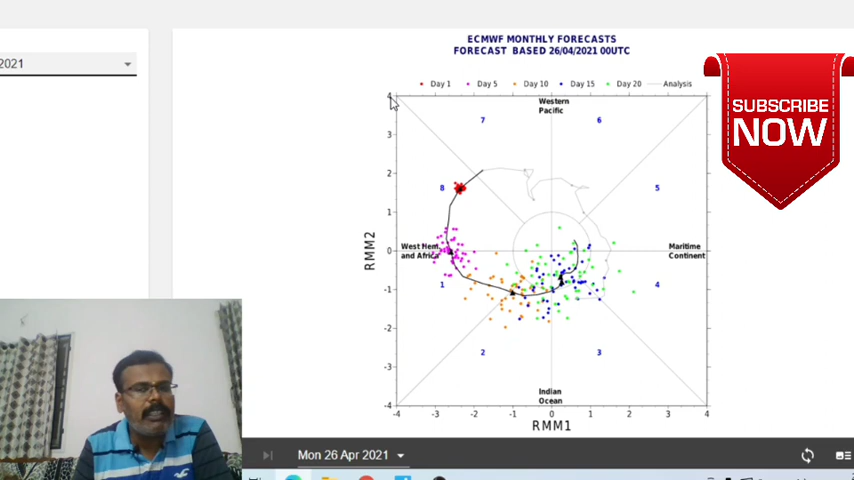 ECMWF MONTHLY FORECASTS
FORECAST BASED 26/04/2021 00UTC
2021
Day 1 Day 5 Day 10 Day 15 Day 20 Analysis
SUBSCRIBE
NOW
Western
Pacific
7 6
8 5
West Hem.
and Africa
Maritime
Continent
1 4
2 3
Indian
Ocean
RMM2
4
3
2
1
0
-1
-2
-3
-4
-4 -3 -2 -1 0 1 2 3 4
RMM1
Mon 26 Apr 2021